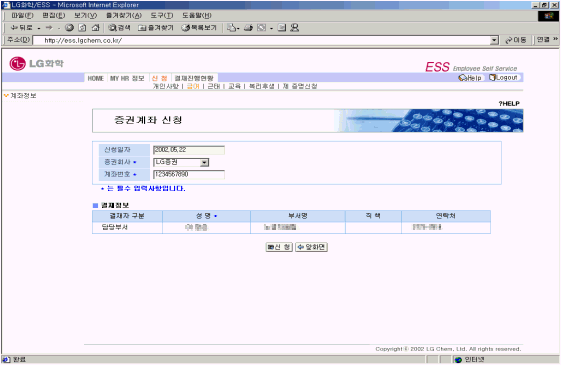 LG화학/ESS - Microsoft Internet Explorer
파일(F) 편집(E) 보기(V) 즐겨찾기(A) 도구(T) 도움말(H)
뒤로 검색 즐겨찾기 목록보기
주소(D) http://ess.lgchem.co.kr/ 이동 연결 »
LG화학
ESS Employee Self Service
Help Logout
HOME MY HR 정보 신 청 결재진행현황
개인사항 | 급여 | 근태 | 교육 | 복리후생 | 제 증명신청
계좌정보
?HELP
증권계좌 신청
신청일자 2002.05.22
증권회사 * LG증권
계좌번호 * 1234567890
* 는 필수 입력사항입니다.
결재정보
결재자 구분 성 명 * 부서명 직 책 연락처
담당부서
신 청 앞화면
Copyright © 2002 LG Chem, Ltd. All rights reserved.
완료 인터넷